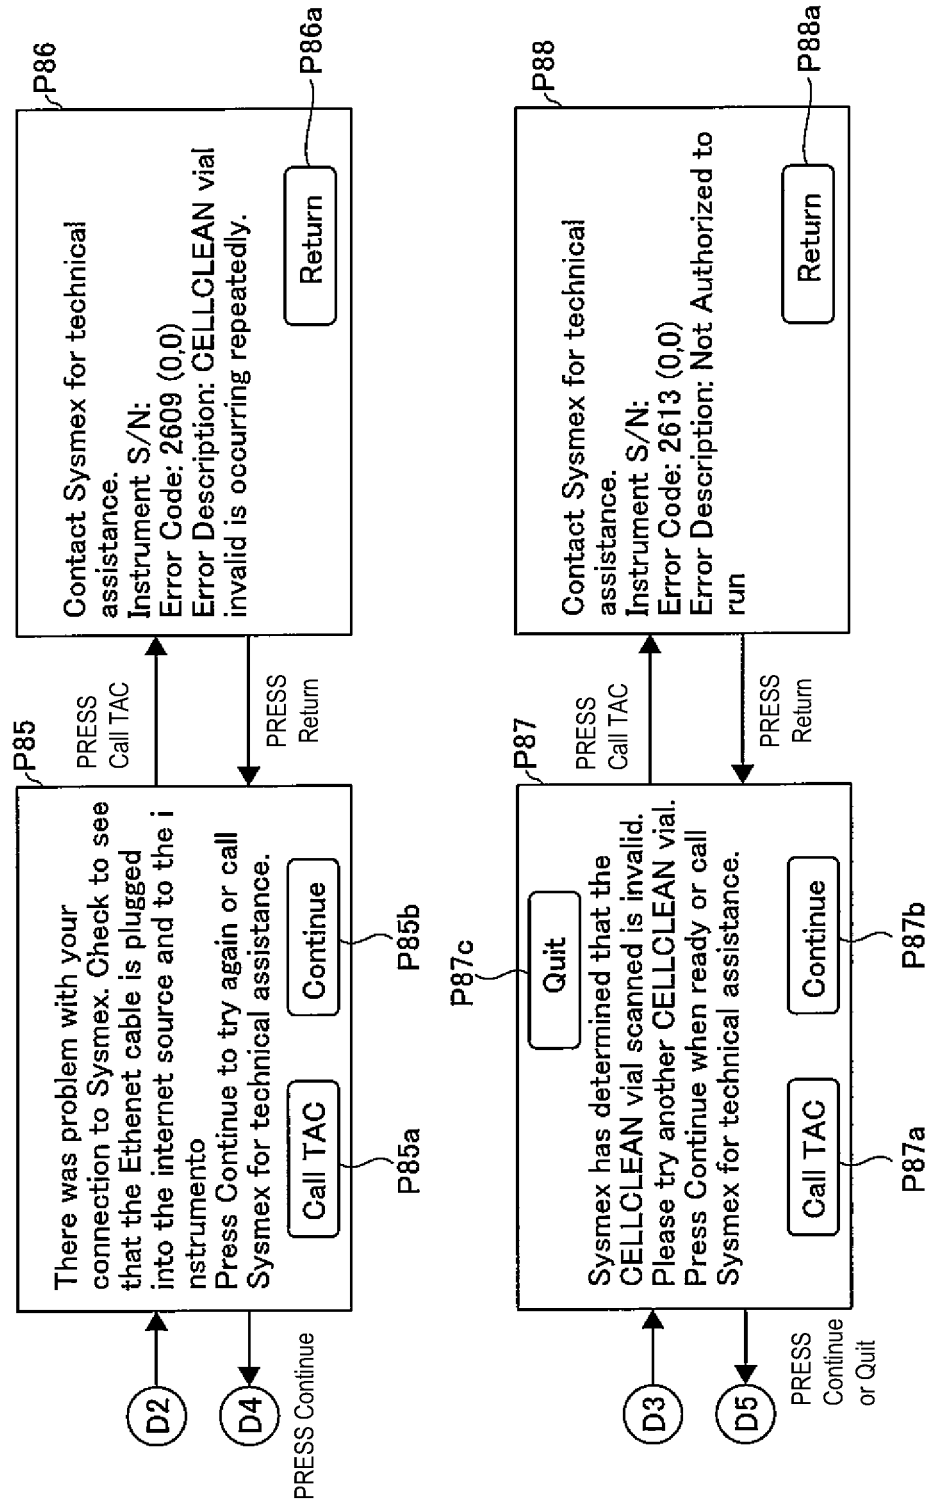 P85
There was problem with your
connection to Sysmex. Check to see
that the Ethenet cable is plugged
into the internet source and to the i
nstrumento
Press Continue to try again or call
Sysmex for technical assistance.
Call TAC
Continue
P85a
P85b
D2
D4
PRESS Continue
PRESS
Call TAC
PRESS
Return
P86
Contact Sysmex for technical
assistance.
Instrument S/N:
Error Code: 2609 (0,0)
Error Description: CELLCLEAN vial
invalid is occurring repeatedly.
Return
P86a
P87
P87c
Quit
Sysmex has determined that the
CELLCLEAN vial scanned is invalid.
Please try another CELLCLEAN vial.
Press Continue when ready or call
Sysmex for technical assistance.
Call TAC
Continue
P87a
P87b
D3
D5
PRESS
Continue
or Quit
PRESS
Call TAC
PRESS
Return
P88
Contact Sysmex for technical
assistance.
Instrument S/N:
Error Code: 2613 (0,0)
Error Description: Not Authorized to
run
Return
P88a